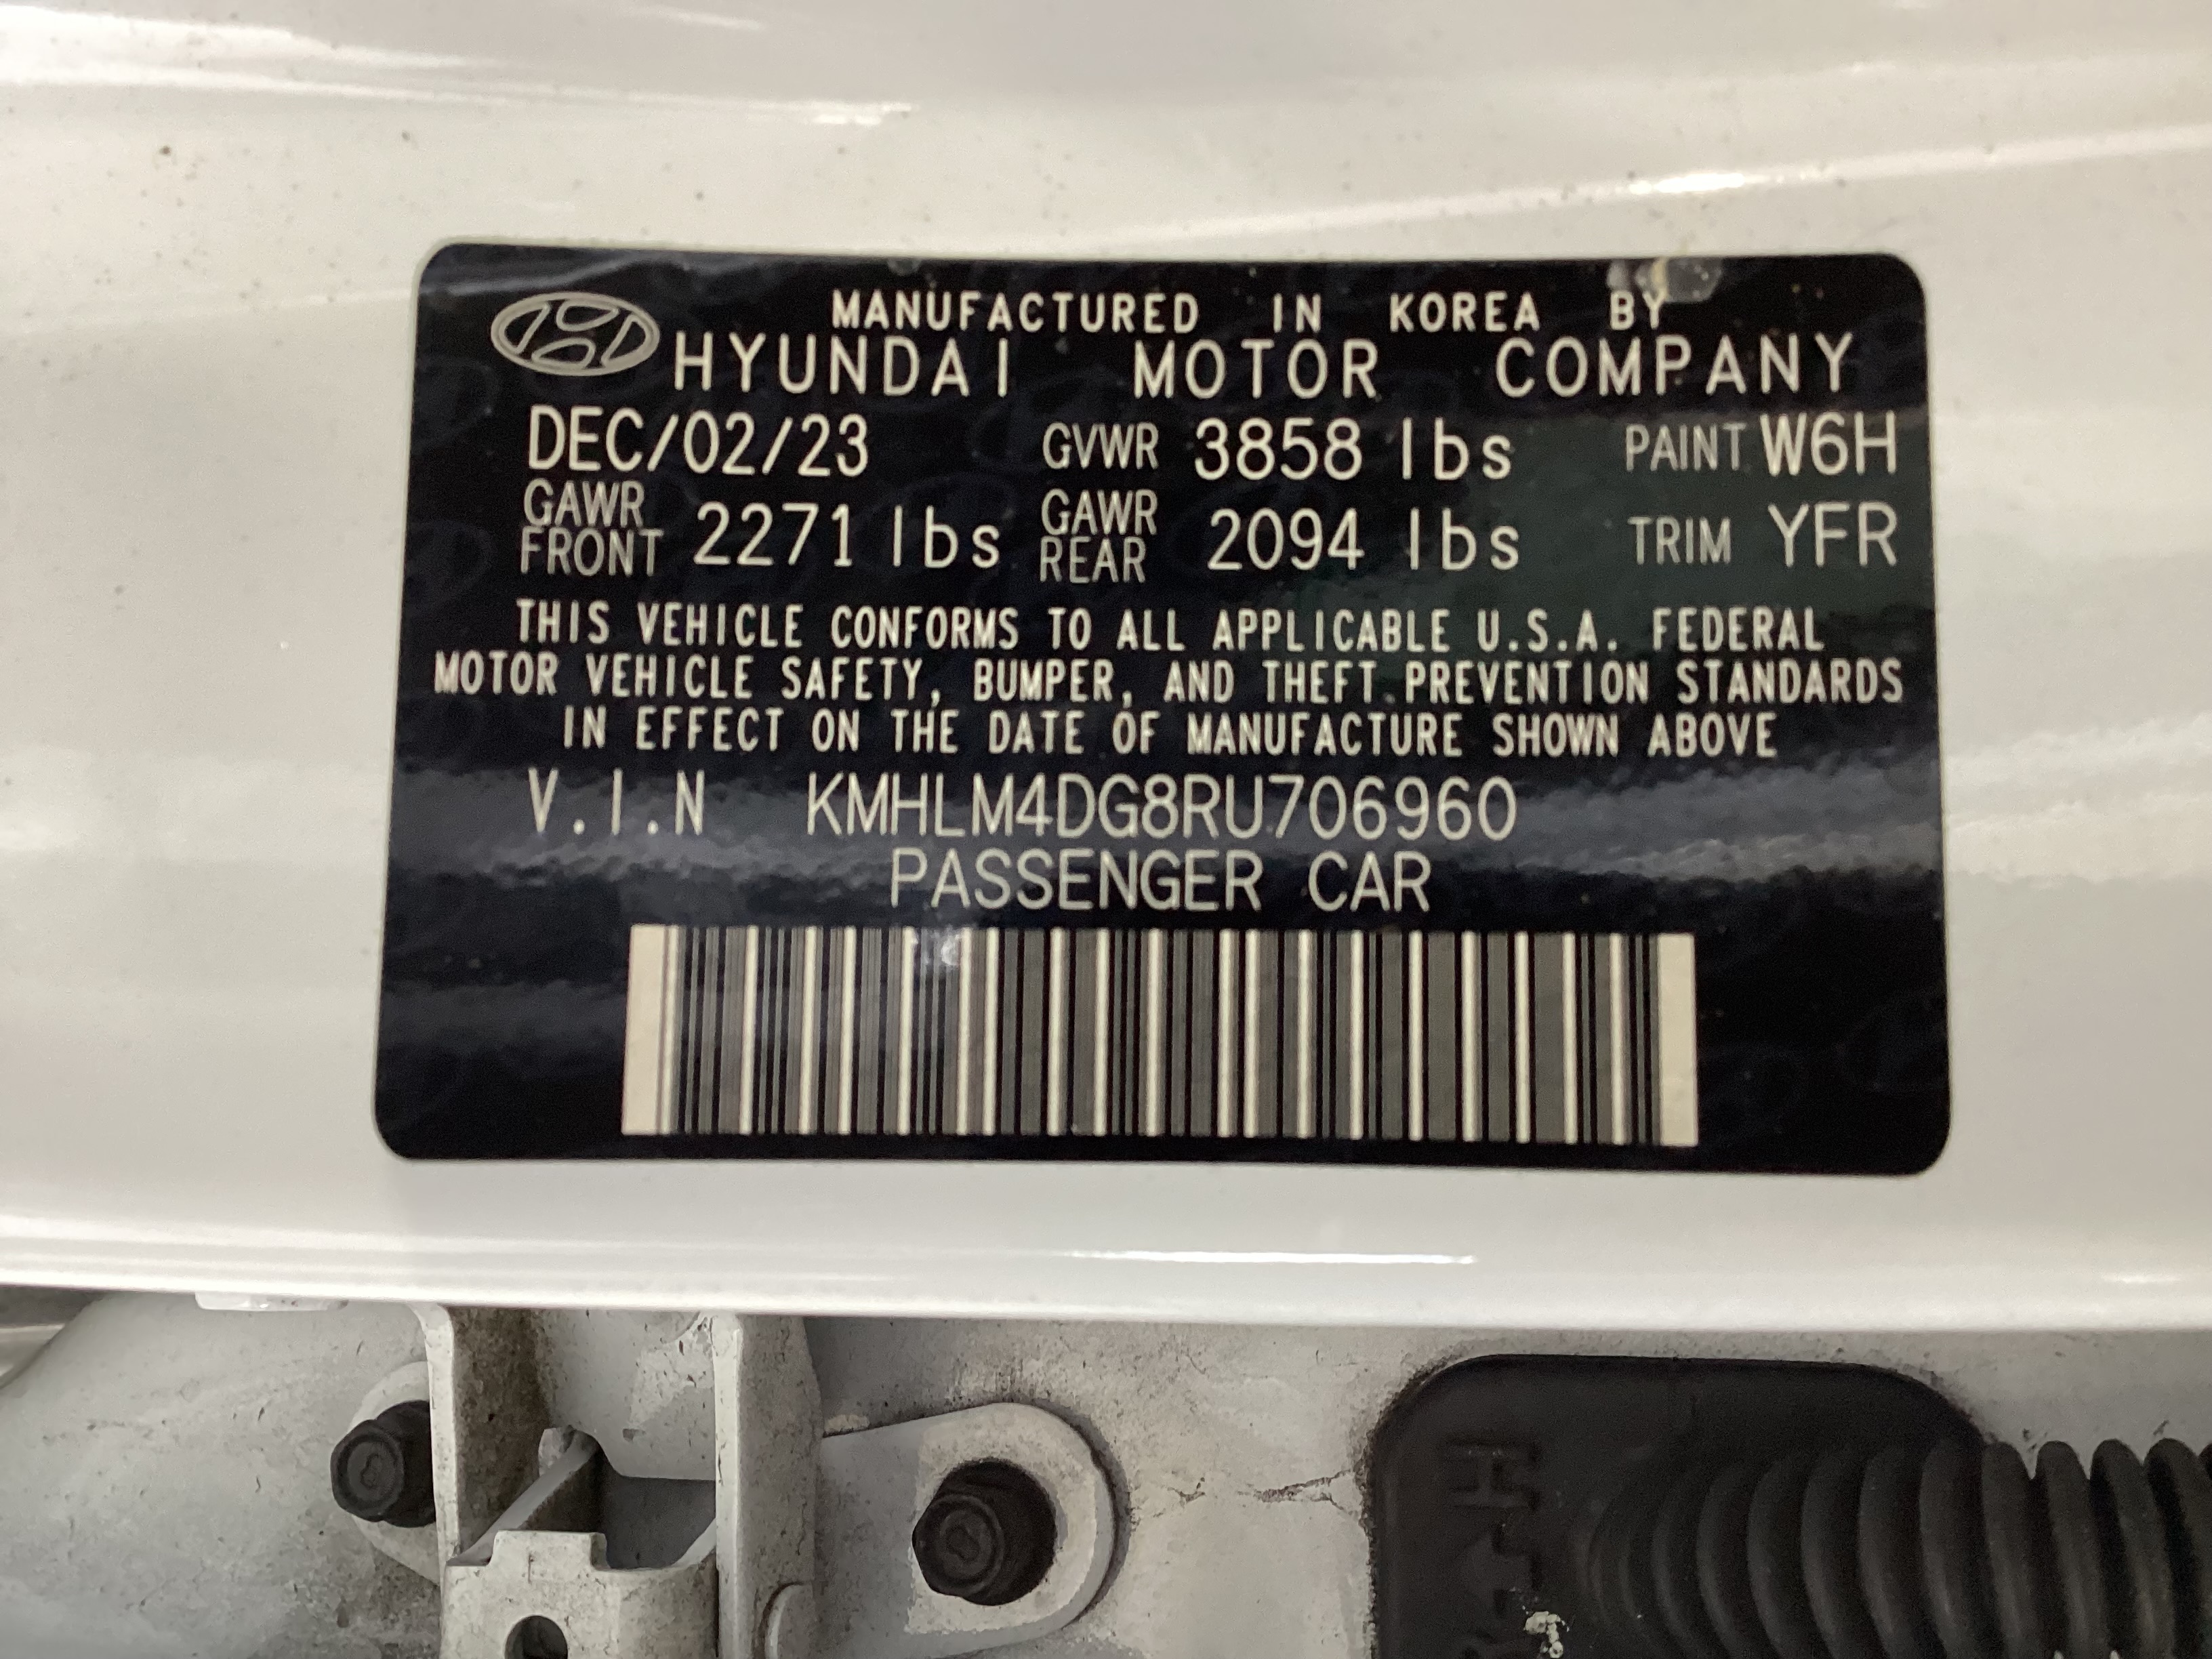 MANUFACTURED IN KOREA BY
HYUNDAI MOTOR COMPANY
DEC/02/23 GVWR 3858 lbs PAINT W6H
GAWR FRONT 2271 lbs GAWR REAR 2094 lbs TRIM YFR
THIS VEHICLE CONFORMS TO ALL APPLICABLE U.S.A. FEDERAL
MOTOR VEHICLE SAFETY, BUMPER, AND THEFT PREVENTION STANDARDS
IN EFFECT ON THE DATE OF MANUFACTURE SHOWN ABOVE
V.I.N KMHLM4DG8RU706960
PASSENGER CAR